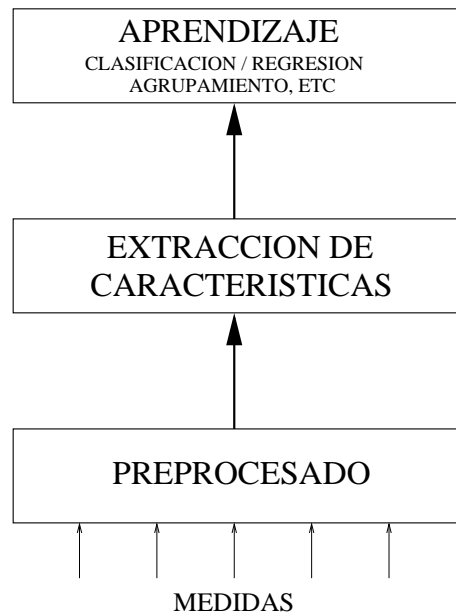 APRENDIZAJE
CLASIFICACION / REGRESION
AGRUPAMIENTO, ETC
EXTRACCION DE
CARACTERISTICAS
PREPROCESADO
MEDIDAS